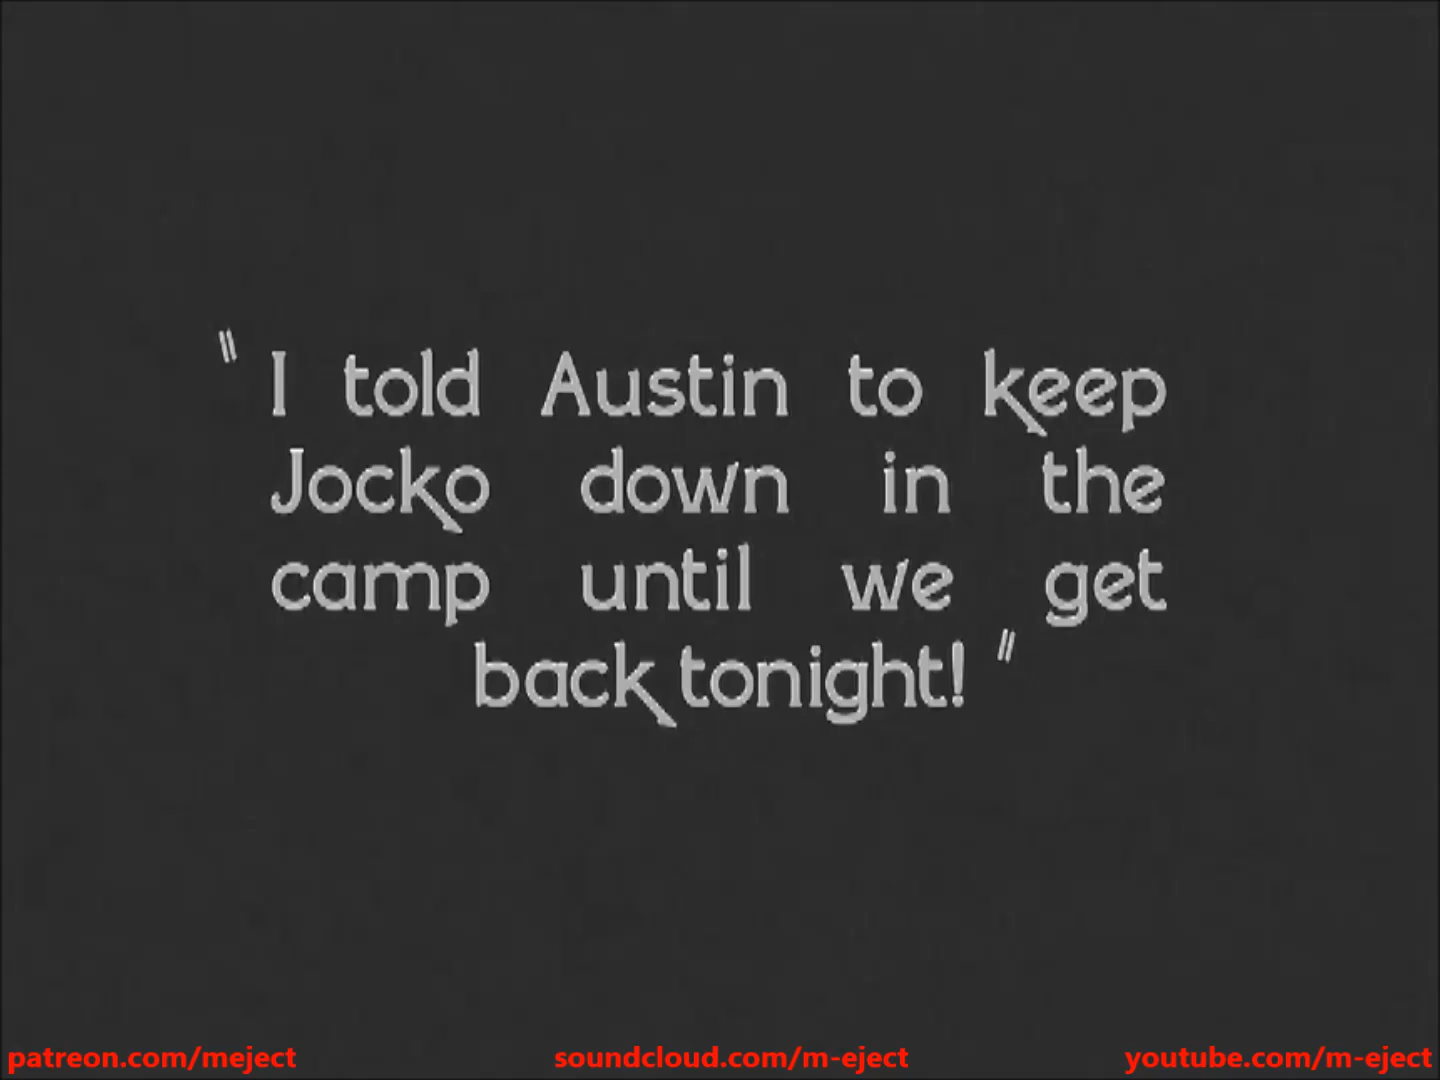 "I told Austin to keep
Jocko down in the
camp until we get
back tonight!"
patreon.com/meject soundcloud.com/m-eject youtube.com/m-eject